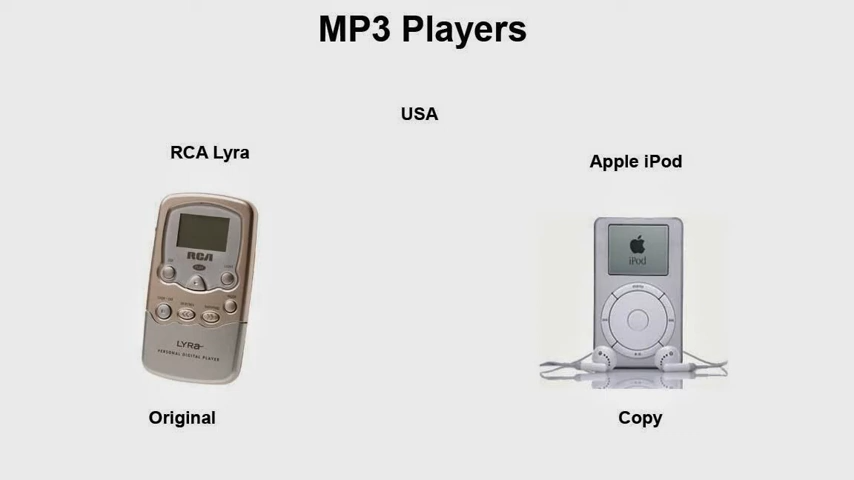 MP3 Players
USA
RCA Lyra
Apple iPod
RCA
iPod
LYRA
PERSONAL DIGITAL PLAYER
Original
Copy